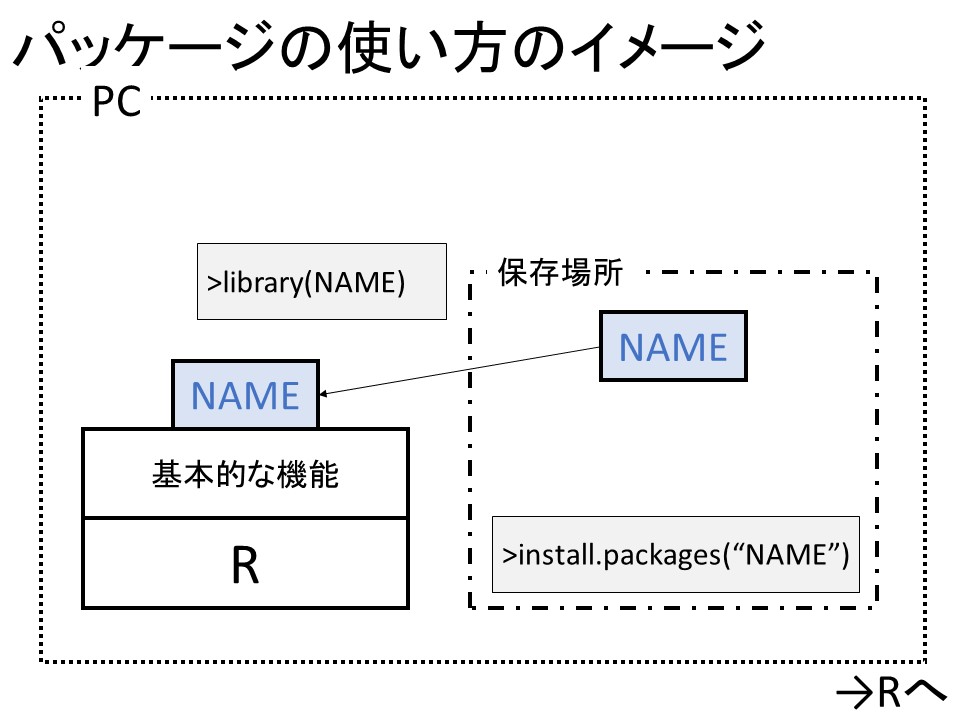 パッケージの使い方のイメージ
PC
>library(NAME)
保存場所
NAME
NAME
基本的な機能
R
>install.packages(“NAME”)
→Rへ